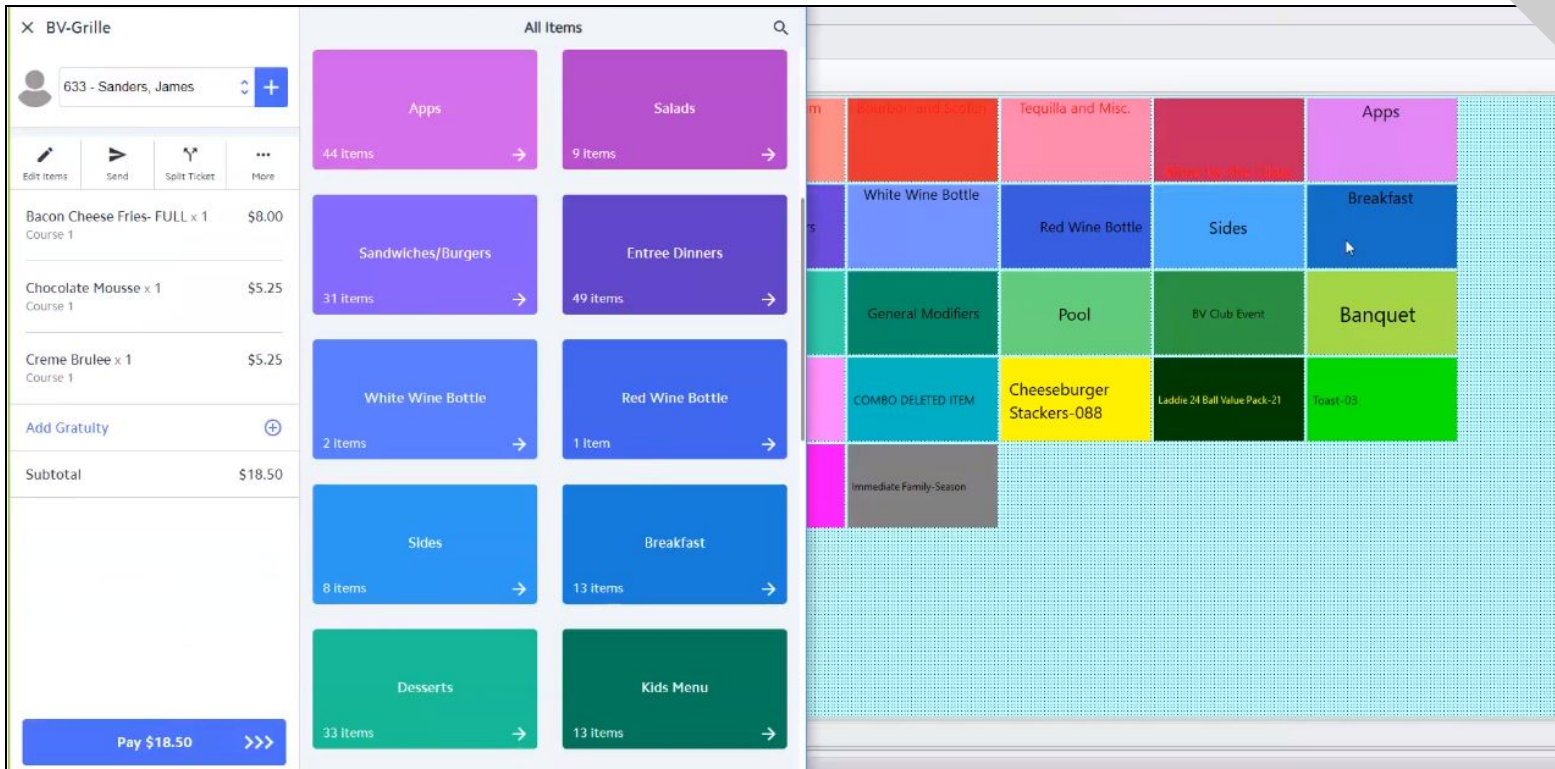 BV-Grille
633 - Sanders, James
Edit Items
Send
Split Ticket
More
Bacon Cheese Fries- FULL x 1 $8.00
Course 1
Chocolate Mousse x 1 $5.25
Course 1
Creme Brulee x 1 $5.25
Course 1
Add Gratuity
Subtotal $18.50
Pay $18.50
All Items
Apps
44 Items
Salads
9 Items
Sandwiches/Burgers
31 Items
Entree Dinners
49 Items
White Wine Bottle
2 Items
Red Wine Bottle
1 Item
Sides
8 Items
Breakfast
13 Items
Desserts
33 Items
Kids Menu
13 Items
m
Bourbon and Scotch
Tequilla and Misc.
Apps
rs
White Wine Bottle
Red Wine Bottle
Sides
Breakfast
General Modifiers
Pool
BV Club Event
Banquet
COMBO DELETED ITEM
Cheeseburger
Stackers-088
Laddie 24 Ball Value Pack-21
Toast-03
Immediate Family-Season